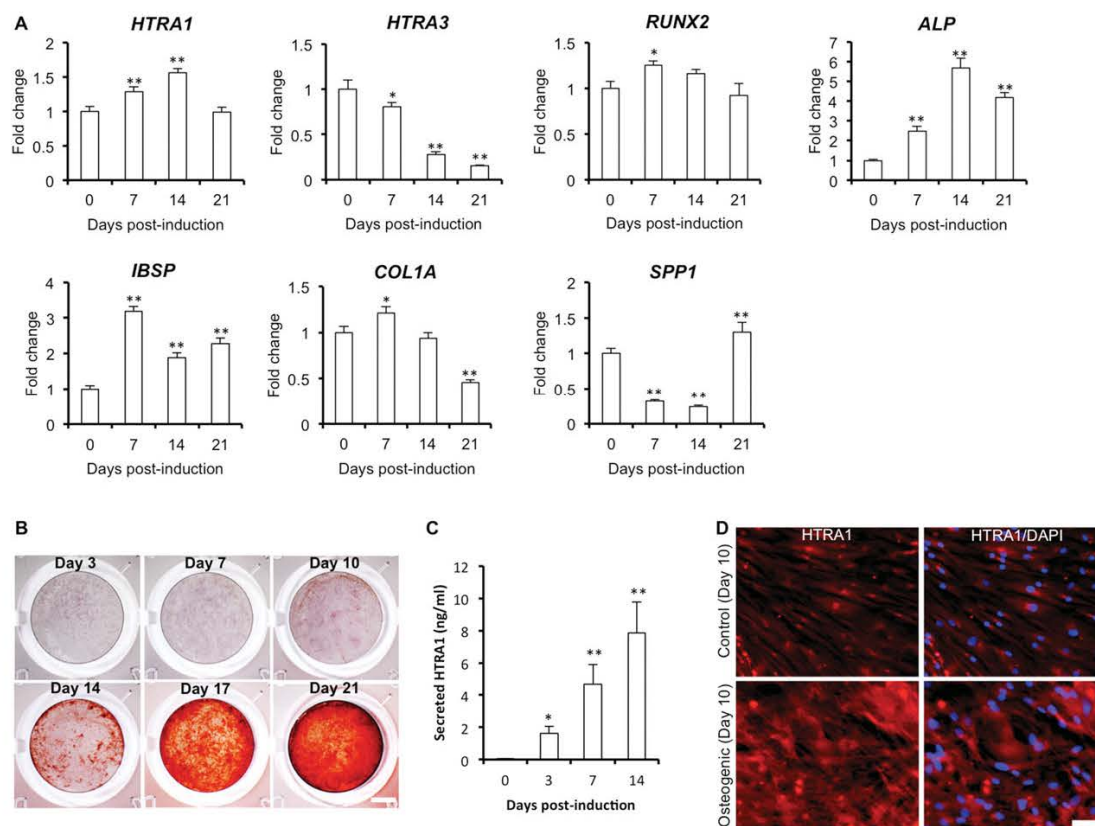 A
HTRA1
Fold change
2
1.5
1
0.5
0
**
**
0 7 14 21
Days post-induction
HTRA3
Fold change
1.5
1
0.5
0
*
**
**
0 7 14 21
Days post-induction
RUNX2
Fold change
1.5
1
0.5
0
*
0 7 14 21
Days post-induction
ALP
Fold change
7
6
5
4
3
2
1
0
**
**
**
0 7 14 21
Days post-induction
IBSP
Fold change
4
3
2
1
0
**
**
**
0 7 14 21
Days post-induction
COL1A
Fold change
1.5
1
0.5
0
*
**
0 7 14 21
Days post-induction
SPP1
Fold change
2
1.5
1
0.5
0
**
**
**
0 7 14 21
Days post-induction
B
Day 3 Day 7 Day 10
Day 14 Day 17 Day 21
C
Secreted HTRA1 (ng/ml)
12
10
8
6
4
2
0
*
**
**
0 3 7 14
Days post-induction
D
HTRA1 HTRA1/DAPI
Control (Day 10)
Osteogenic (Day 10)